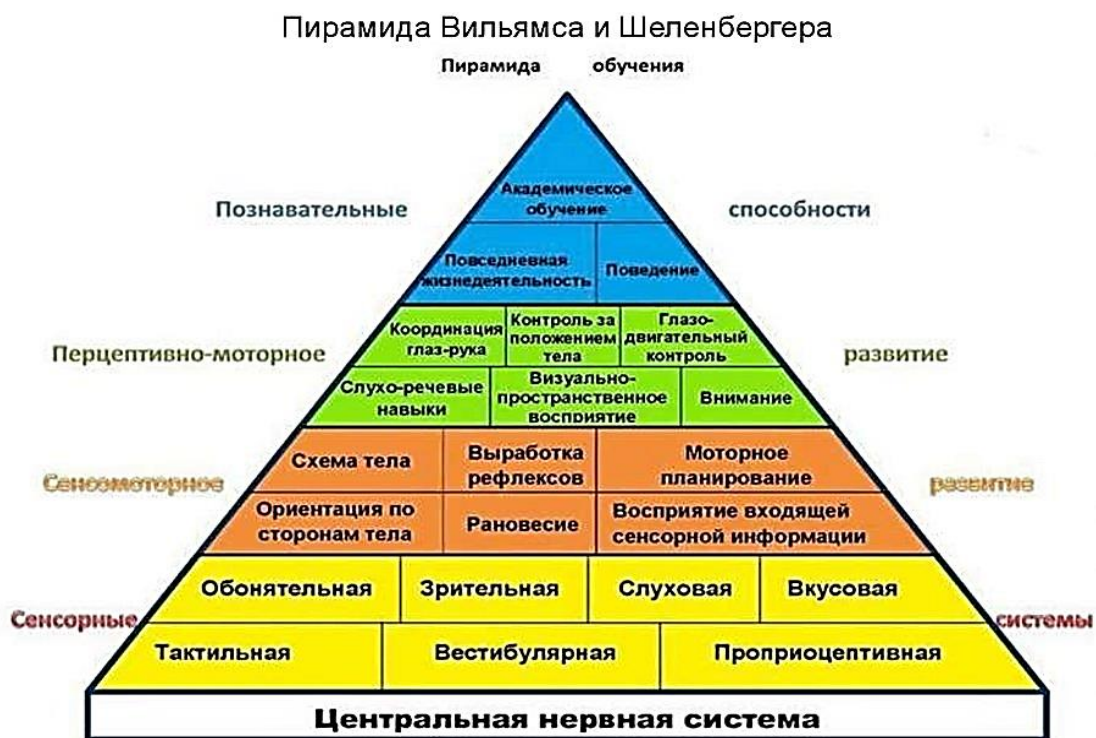 Пирамида Вильямса и Шеленбергера
Пирамида обучения
Познавательные способности
Академическое
обучение
Повседневная
жизнедеятельность
Поведение
Перцептивно-моторное развитие
Координация
глаз-рука
Контроль за
положением
тела
Глазо-
двигательный
контроль
Слухо-речевые
навыки
Визуально-
пространственное
восприятие
Внимание
Сенсомоторное развитие
Схема тела
Выработка
рефлексов
Моторное
планирование
Ориентация по
сторонам тела
Рановесие
Восприятие входящей
сенсорной информации
Сенсорные системы
Обонятельная
Зрительная
Слуховая
Вкусовая
Тактильная
Вестибулярная
Проприоцептивная
Центральная нервная система